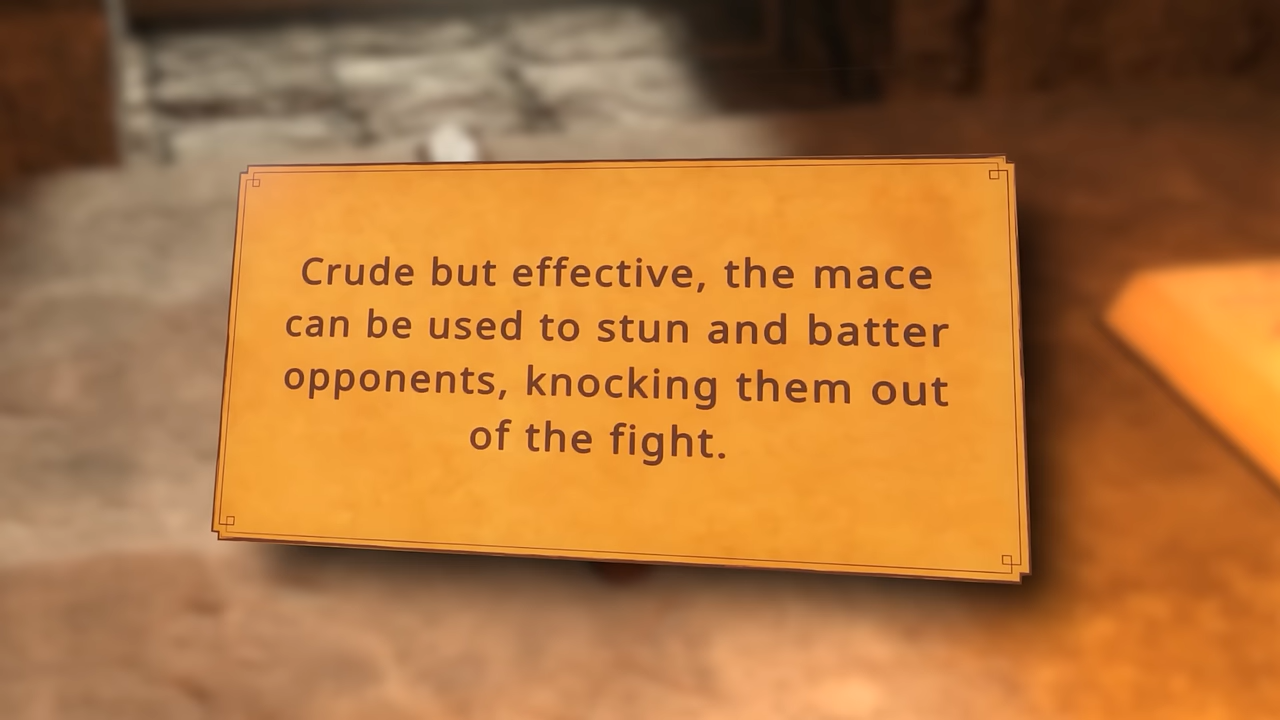 Crude but effective, the mace
can be used to stun and batter
opponents, knocking them out
of the fight.